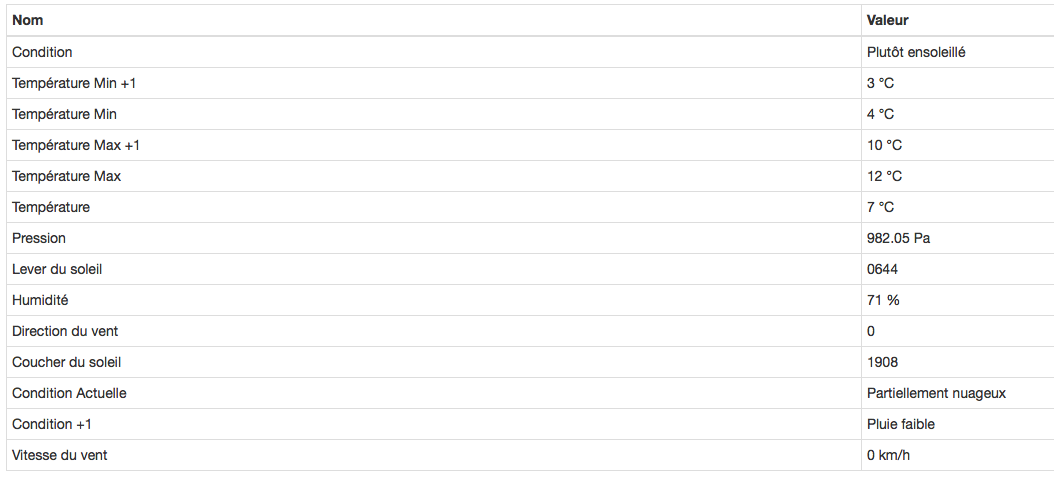 Nom Valeur
Condition Plutôt ensoleillé
Température Min +1 3 °C
Température Min 4 °C
Température Max +1 10 °C
Température Max 12 °C
Température 7 °C
Pression 982.05 Pa
Lever du soleil 0644
Humidité 71 %
Direction du vent 0
Coucher du soleil 1908
Condition Actuelle Partiellement nuageux
Condition +1 Pluie faible
Vitesse du vent 0 km/h